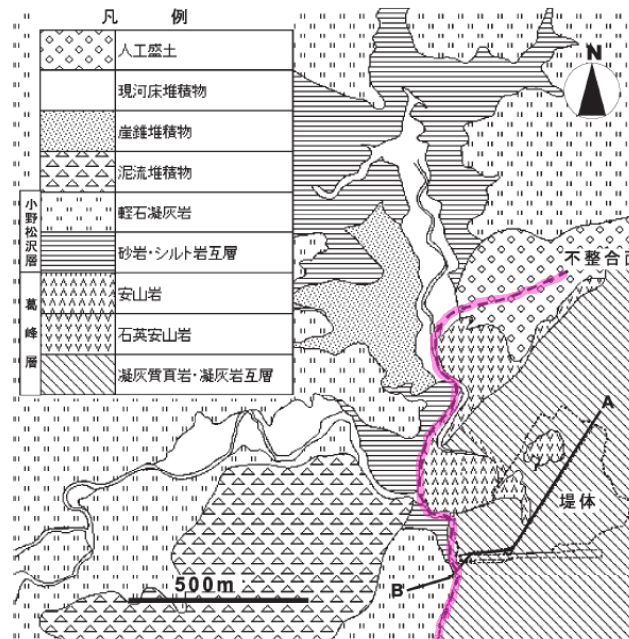 凡 例
人工盛土
現河床堆積物
崖錐堆積物
泥流堆積物
小野松沢層
軽石凝灰岩
砂岩・シルト岩互層
葛峰層
安山岩
石英安山岩
凝灰質頁岩・凝灰岩互層
N
不整合面
A
堤体
B
500m